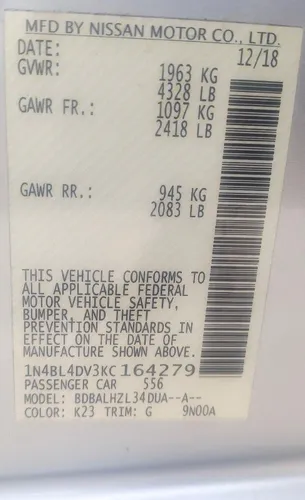 MFD BY NISSAN MOTOR CO., LTD.
DATE: 12/18
GVWR: 1963 KG
4328 LB
GAWR FR.: 1097 KG
2418 LB
GAWR RR.: 945 KG
2083 LB
THIS VEHICLE CONFORMS TO
ALL APPLICABLE FEDERAL
MOTOR VEHICLE SAFETY,
BUMPER, AND THEFT
PREVENTION STANDARDS IN
EFFECT ON THE DATE OF
MANUFACTURE SHOWN ABOVE.
1N4BL4DV3KC164279
PASSENGER CAR 556
MODEL: BDBALHZL34DUA--A--
COLOR: K23 TRIM: G 9N00A